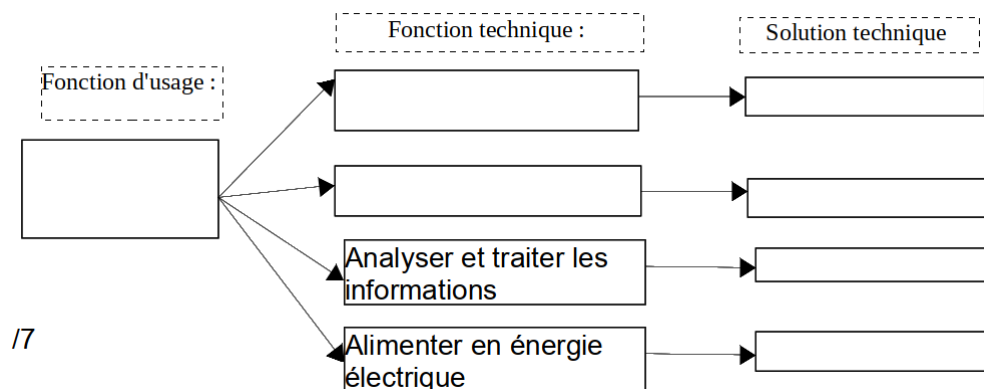 Fonction technique :
Solution technique
Fonction d'usage :
Analyser et traiter les
informations
/7
Alimenter en énergie
électrique